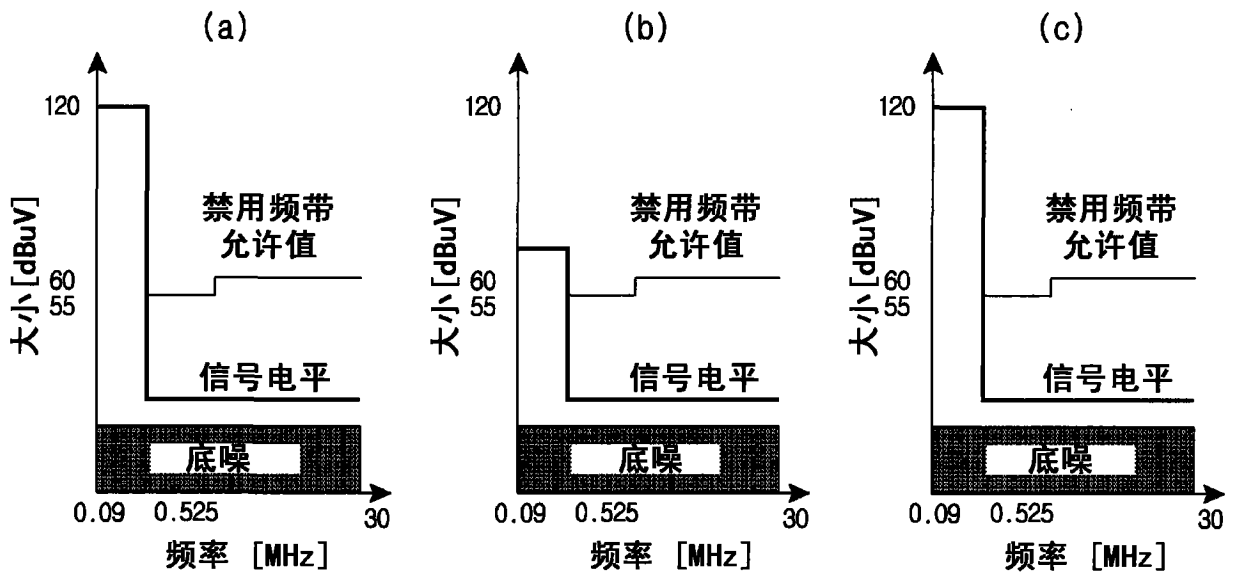 (a)
120
大小[dBuV]
60
55
禁用频带
允许值
信号电平
底噪
0.09
0.525
30
频率 [MHz]
(b)
120
大小[dBuV]
60
55
禁用频带
允许值
信号电平
底噪
0.09
0.525
30
频率 [MHz]
(c)
120
大小[dBuV]
60
55
禁用频带
允许值
信号电平
底噪
0.09
0.525
30
频率 [MHz]